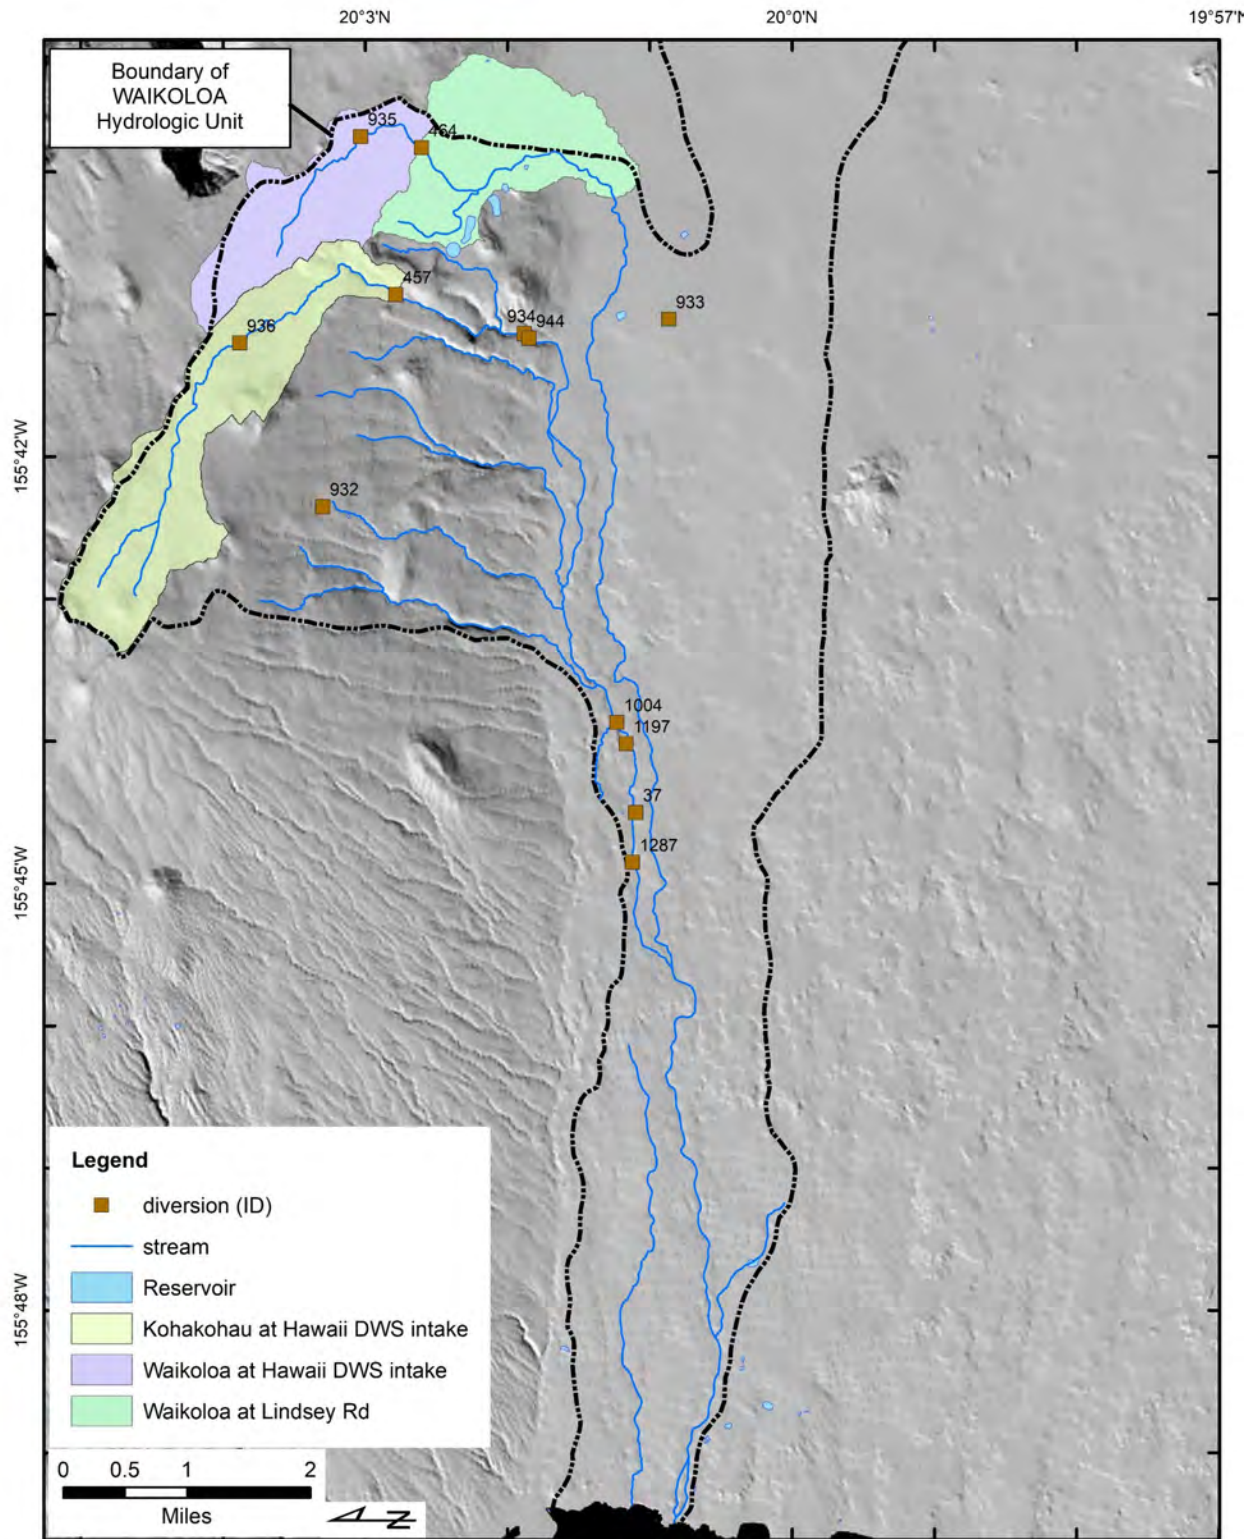 20°3'N
20°0'N
19°57'N
Boundary of
WAIKOLOA
Hydrologic Unit
935
464
457
934
944
933
936
155°42'W
932
1004
1197
37
1287
155°45'W
155°48'W
Legend
diversion (ID)
stream
Reservoir
Kohakohau at Hawaii DWS intake
Waikoloa at Hawaii DWS intake
Waikoloa at Lindsey Rd
0 0.5 1 2
Miles
N